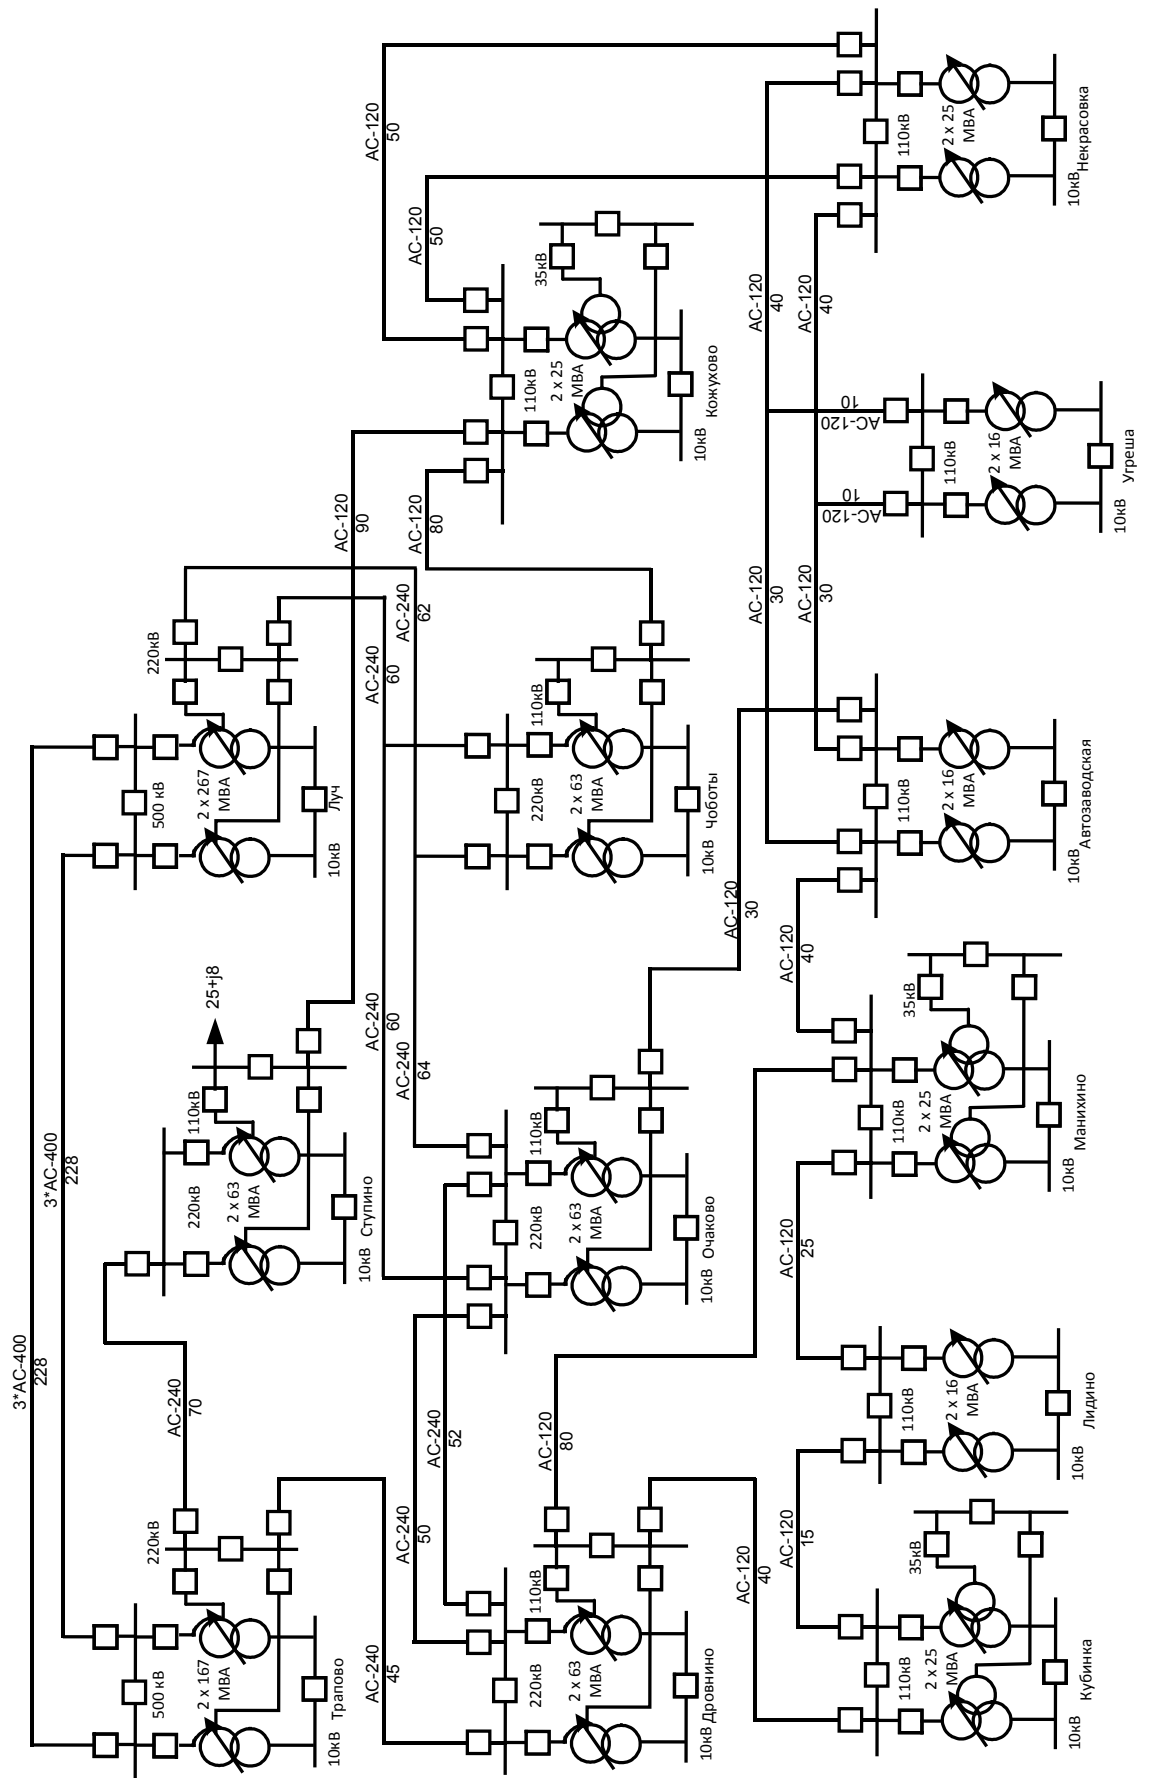 3*АС-400
228
3*АС-400
228
500 кВ
220кВ
2 x 167
МВА
10кВ
Трапово
АС-240
70
АС-240
45
220кВ
110кВ
25+j8
2 x 63
МВА
10кВ
Ступино
500 кВ
220кВ
2 x 267
МВА
10кВ
Луч
АС-120
90
АС-240
60
АС-240
64
АС-240
60
АС-240
62
АС-240
50
АС-240
52
220кВ
110кВ
2 x 63
МВА
10кВ
Дровнино
220кВ
110кВ
2 x 63
МВА
10кВ
Очаково
220кВ
110кВ
2 x 63
МВА
10кВ
Чоботы
АС-120
80
АС-120
50
АС-120
50
110кВ
35кВ
2 x 25
МВА
10кВ
Кожухово
АС-120
80
АС-120
40
АС-120
15
АС-120
25
АС-120
40
АС-120
30
АС-120
30
АС-120
30
АС-120
40
АС-120
40
АС-120
10
АС-120
10
110кВ
35кВ
2 x 25
МВА
10кВ
Кубинка
110кВ
2 x 16
МВА
10кВ
Лидино
110кВ
35кВ
2 x 25
МВА
10кВ
Манихино
110кВ
2 x 16
МВА
10кВ
Автозаводская
110кВ
2 x 16
МВА
10кВ
Угреша
110кВ
2 x 25
МВА
10кВ
Некрасовка